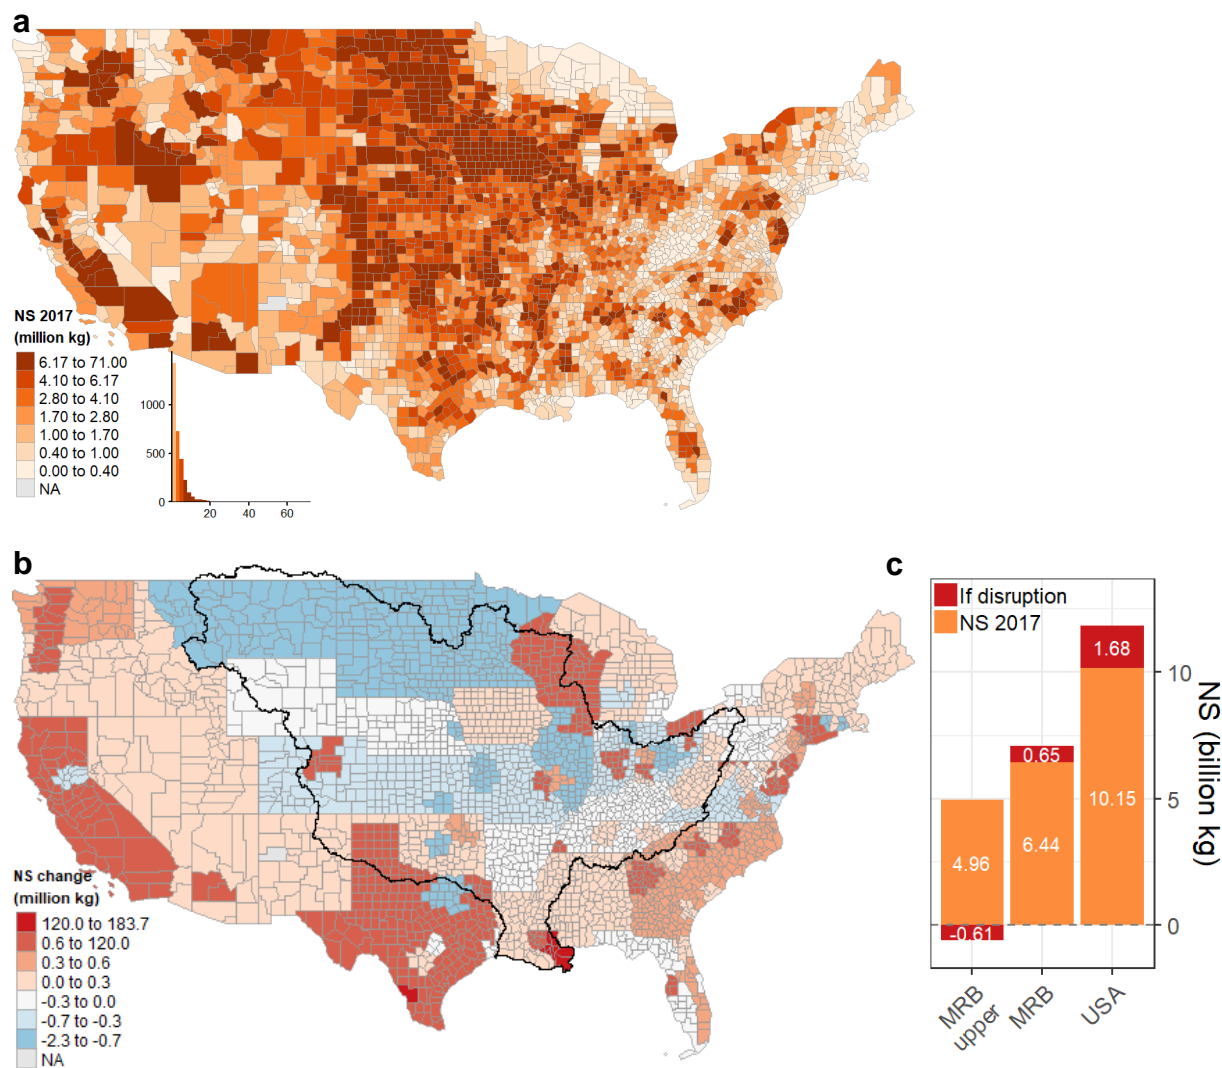 a
NS 2017
(million kg)
6.17 to 71.00
4.10 to 6.17
2.80 to 4.10
1.70 to 2.80
1.00 to 1.70
0.40 to 1.00
0.00 to 0.40
NA
1000
500
0
20 40 60
b
NS change
(million kg)
120.0 to 183.7
0.6 to 120.0
0.3 to 0.6
0.0 to 0.3
-0.3 to 0.0
-0.7 to -0.3
-2.3 to -0.7
NA
c
If disruption
NS 2017
1.68
0.65
10.15
6.44
4.96
-0.61
10
5
0
NS (billion kg)
MRB
upper
MRB
USA